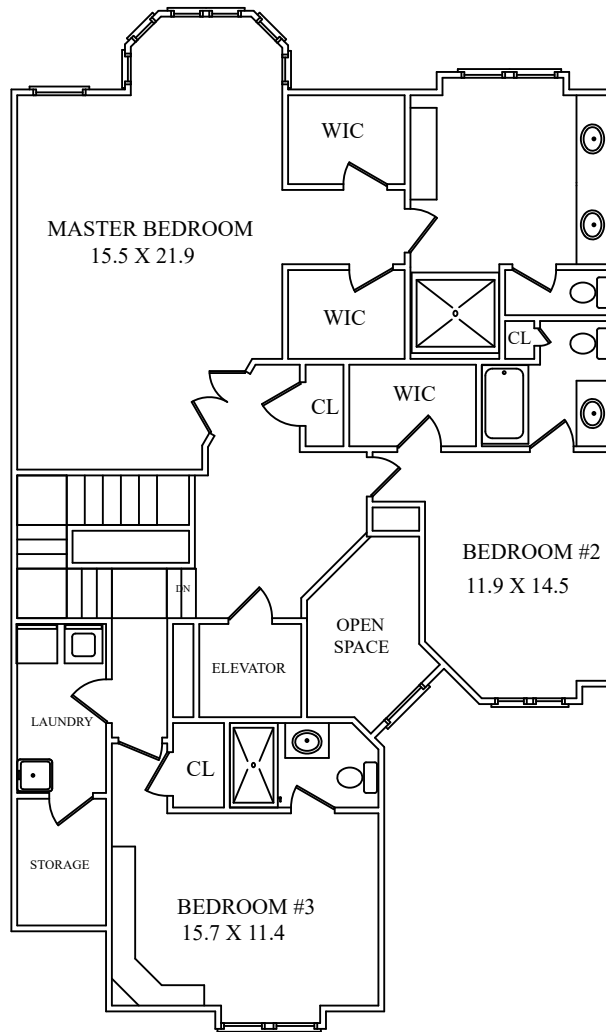 WIC
MASTER BEDROOM
15.5 X 21.9
WIC
CL
CL
WIC
BEDROOM #2
11.9 X 14.5
DN
OPEN
SPACE
ELEVATOR
LAUNDRY
CL
STORAGE
BEDROOM #3
15.7 X 11.4